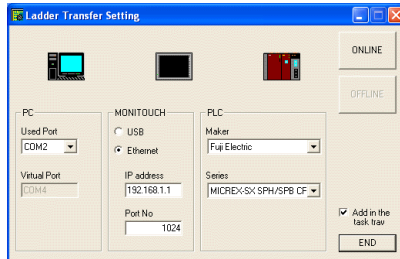 Ladder Transfer Setting
ONLINE
OFFLINE
PC
Used Port
COM2
Virtual Port
COM4
MONITOUCH
USB
Ethernet
IP address
192.168.1.1
Port No
1024
PLC
Maker
Fuji Electric
Series
MICREX-SX SPH/SPB CF
Add in the
task tray
END